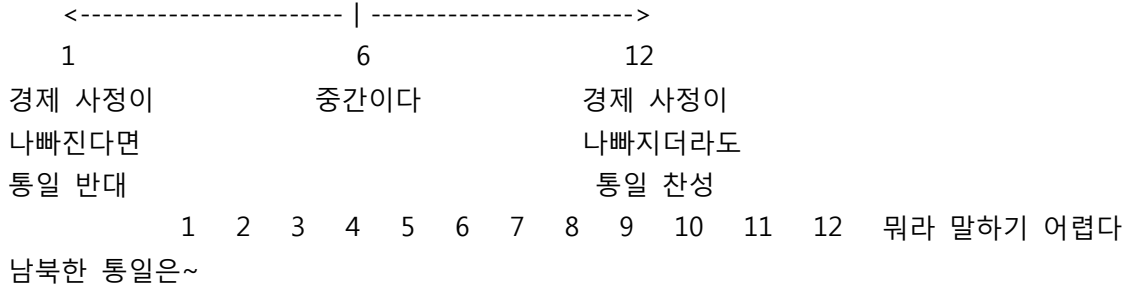 <------------------------ | ------------------------>
1 6 12
경제 사정이 중간이다 경제 사정이
나빠진다면 나빠지더라도
통일 반대 통일 찬성
1 2 3 4 5 6 7 8 9 10 11 12 뭐라 말하기 어렵다
남북한 통일은~